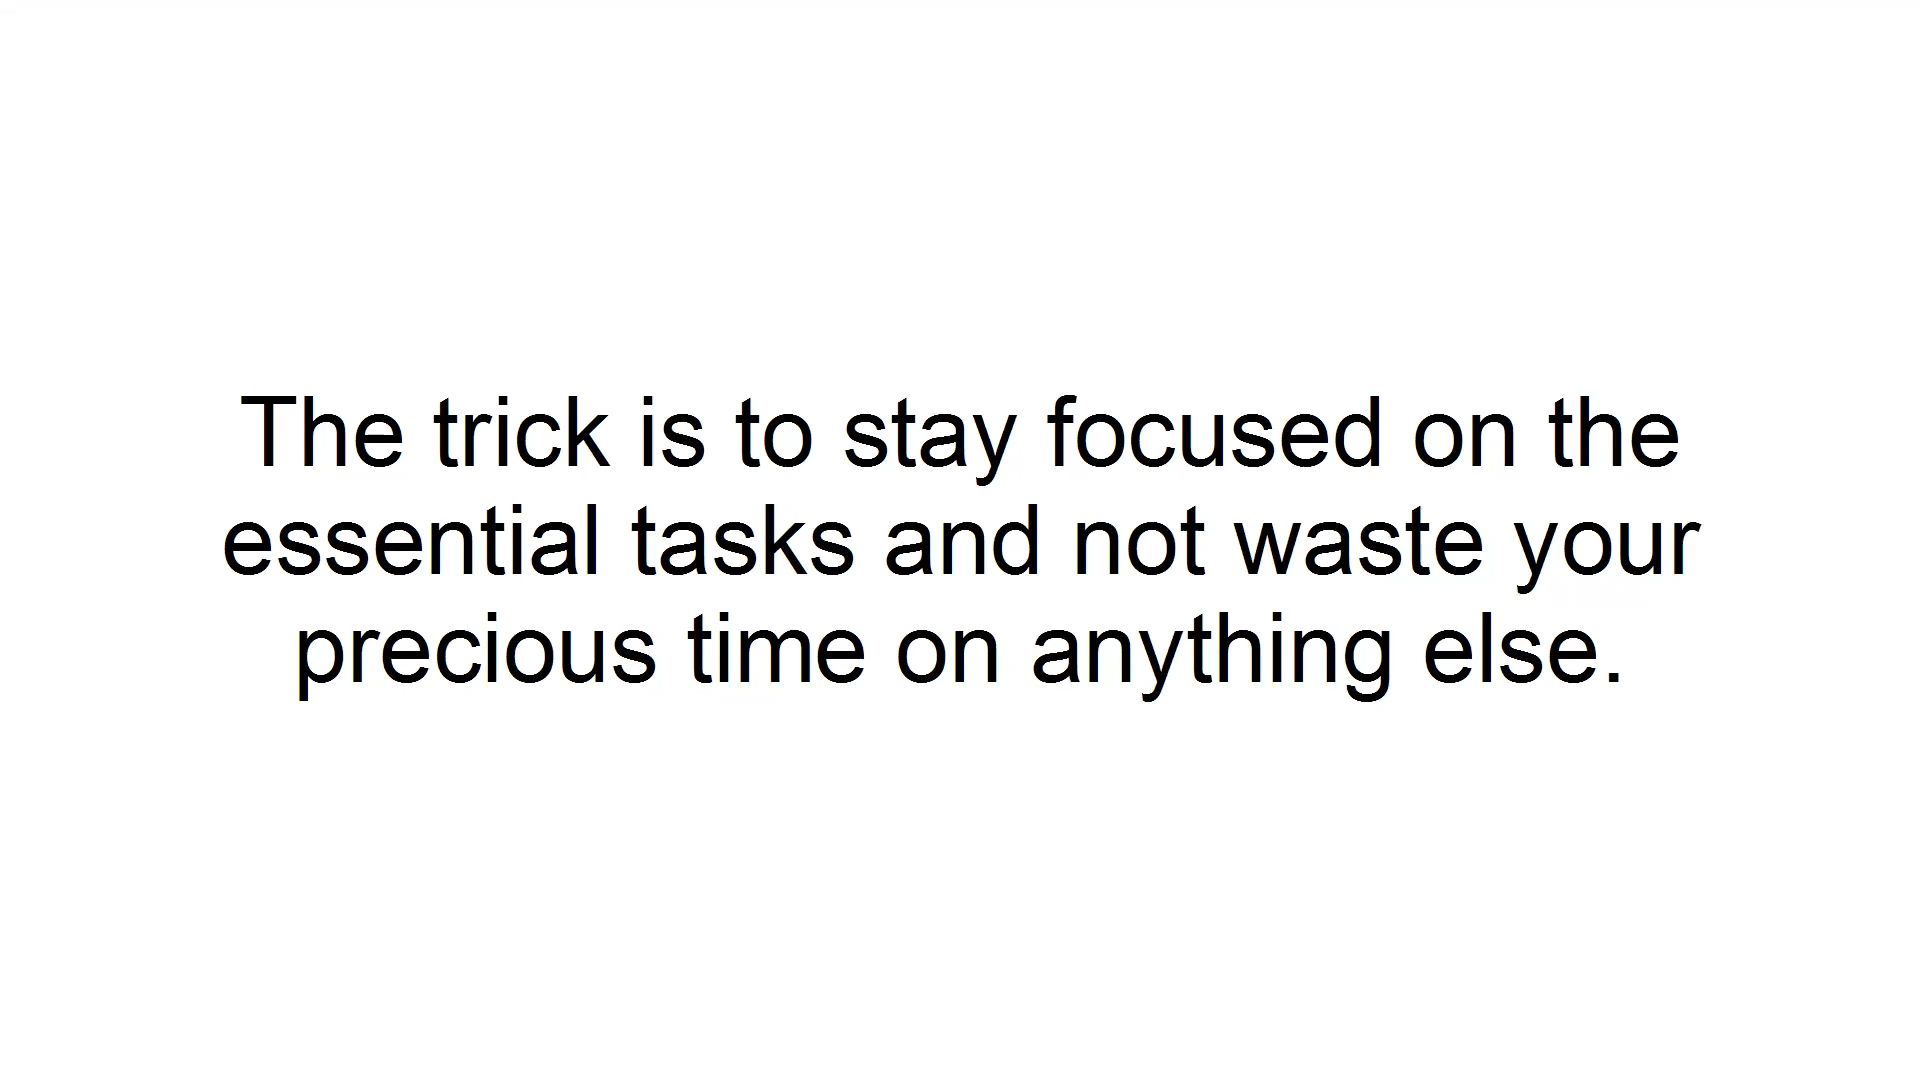 The trick is to stay focused on the
essential tasks and not waste your
precious time on anything else.